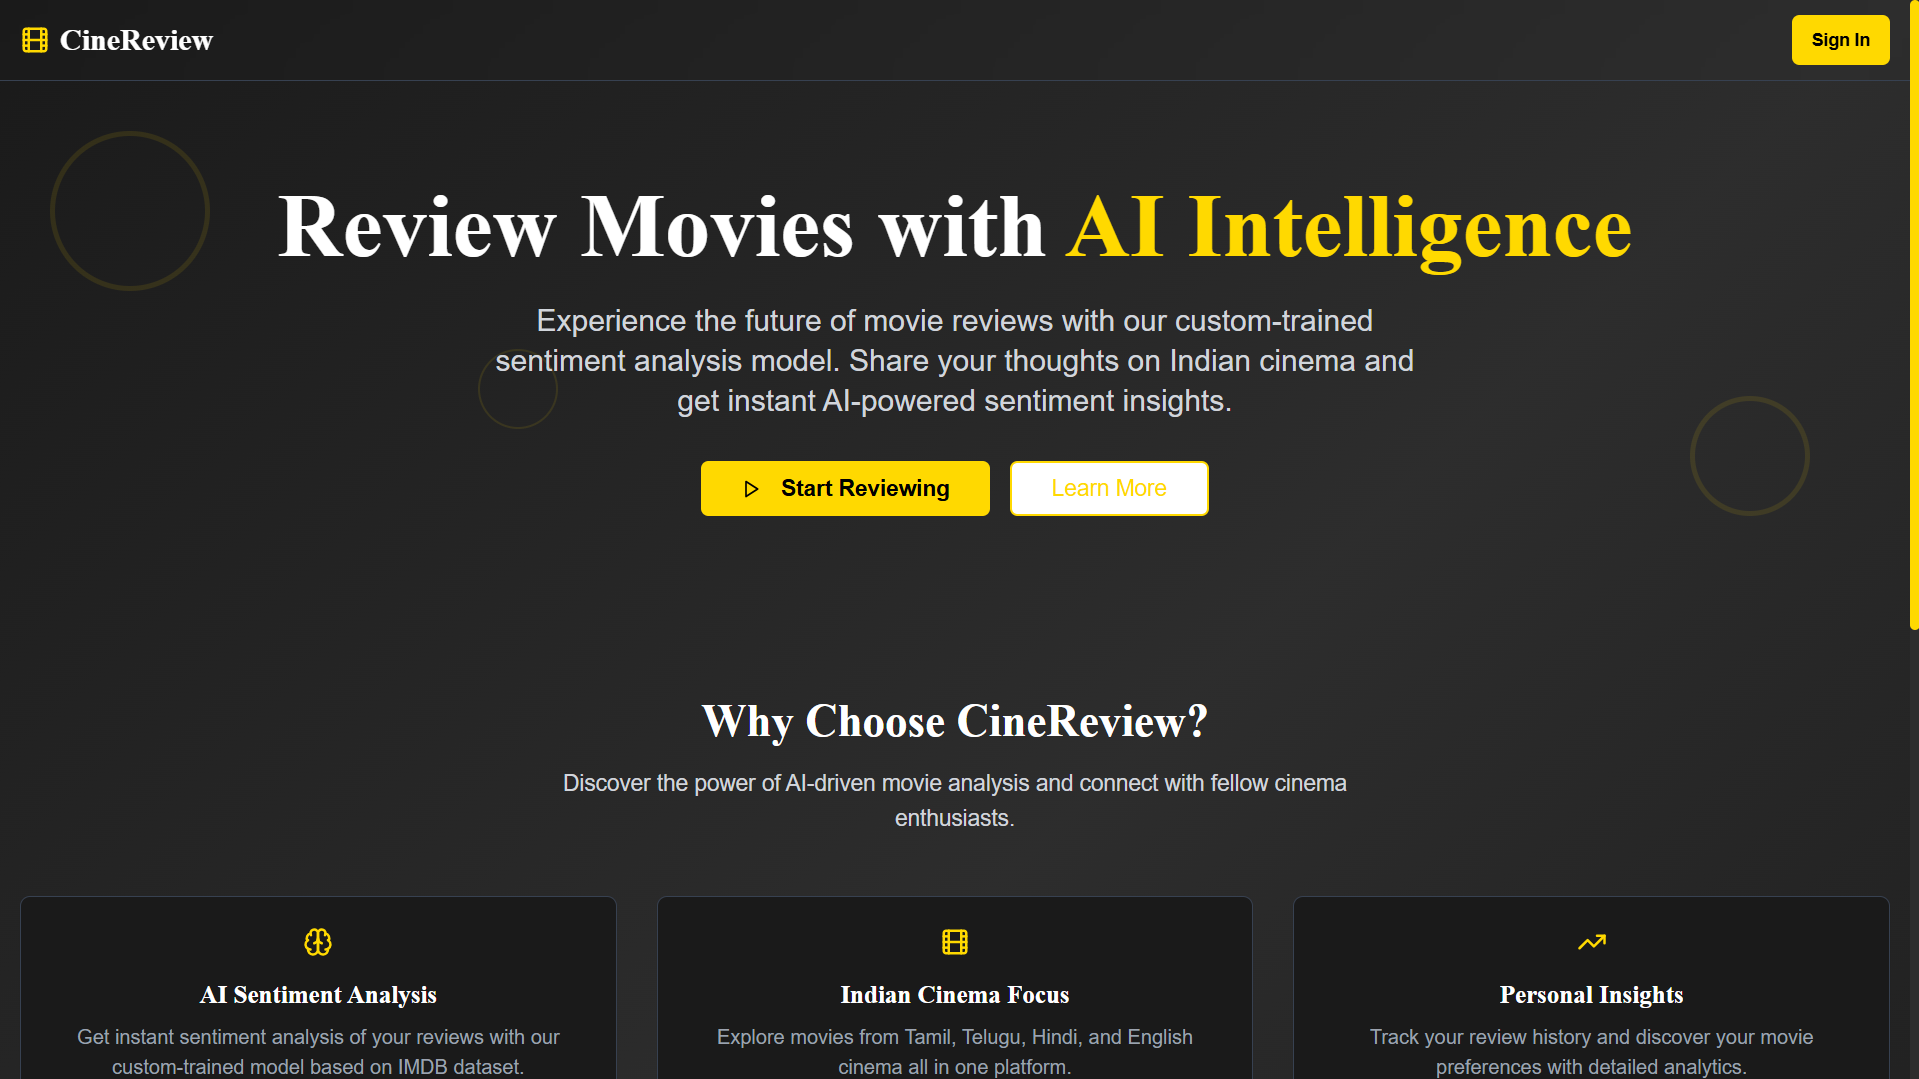 CineReview
Sign In
Review Movies with AI Intelligence
Experience the future of movie reviews with our custom-trained
sentiment analysis model. Share your thoughts on Indian cinema and
get instant AI-powered sentiment insights.
Start Reviewing
Learn More
Why Choose CineReview?
Discover the power of AI-driven movie analysis and connect with fellow cinema
enthusiasts.
AI Sentiment Analysis
Get instant sentiment analysis of your reviews with our
custom-trained model based on IMDB dataset.
Indian Cinema Focus
Explore movies from Tamil, Telugu, Hindi, and English
cinema all in one platform.
Personal Insights
Track your review history and discover your movie
preferences with detailed analytics.